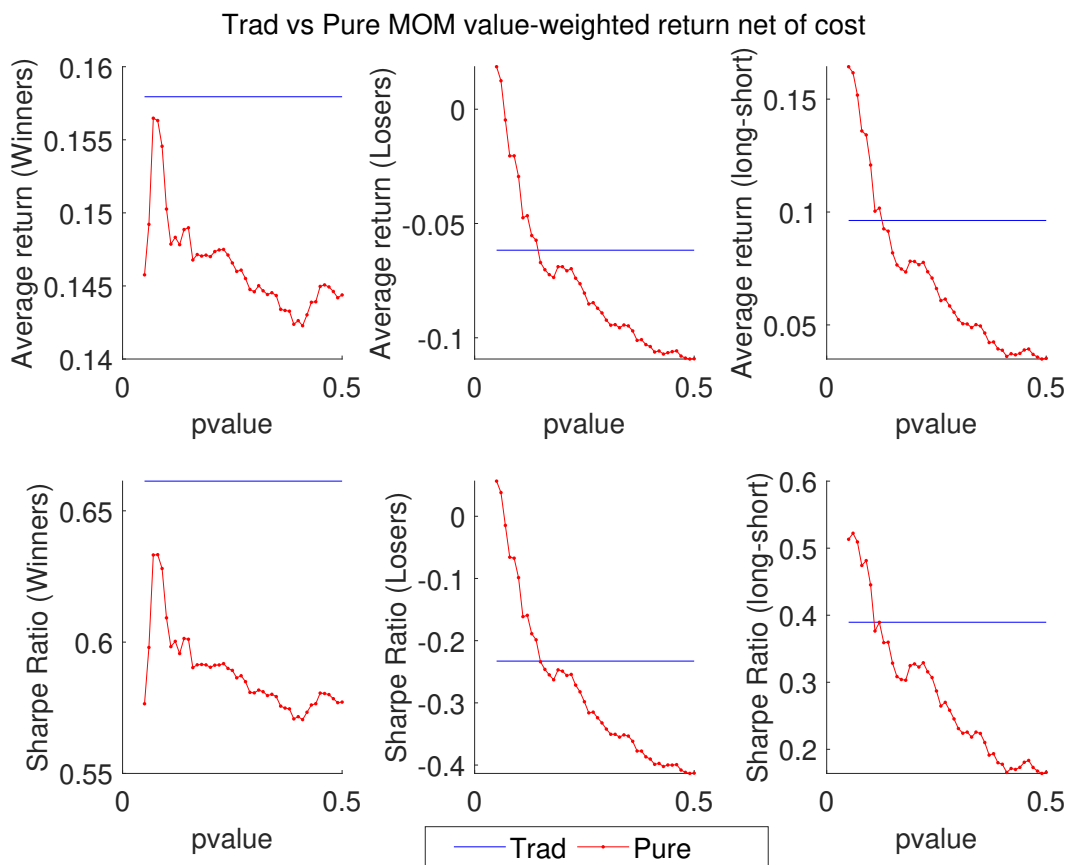 Trad vs Pure MOM value-weighted return net of cost
Average return (Winners)
0.16
0.155
0.15
0.145
0.14
0
0.5
pvalue
Average return (Losers)
0
-0.05
-0.1
0
0.5
pvalue
Average return (long-short)
0.15
0.1
0.05
0
0.5
pvalue
Sharpe Ratio (Winners)
0.65
0.6
0.55
0
0.5
pvalue
Sharpe Ratio (Losers)
0
-0.1
-0.2
-0.3
-0.4
0
0.5
pvalue
Sharpe Ratio (long-short)
0.6
0.5
0.4
0.3
0.2
0
0.5
pvalue
Trad
Pure